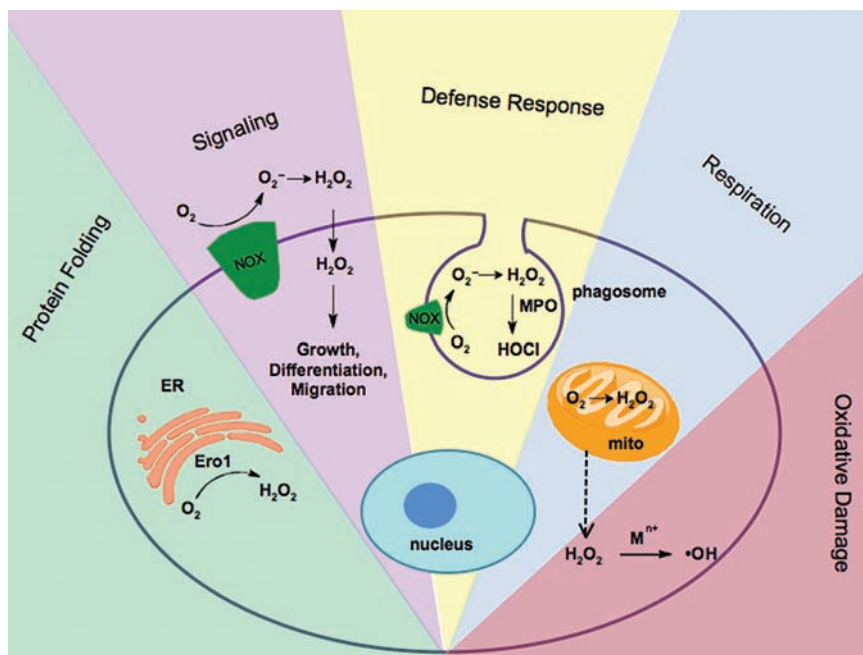 Defense Response
Signaling
Respiration
Protein Folding
Oxidative Damage
O₂ O₂⁻ H₂O₂
NOX
H₂O₂
Growth,
Differentiation,
Migration
O₂⁻ H₂O₂
NOX
O₂
MPO
HOCl
phagosome
ER
Ero1
O₂ H₂O₂
O₂ H₂O₂
mito
nucleus
H₂O₂ Mⁿ⁺ •OH